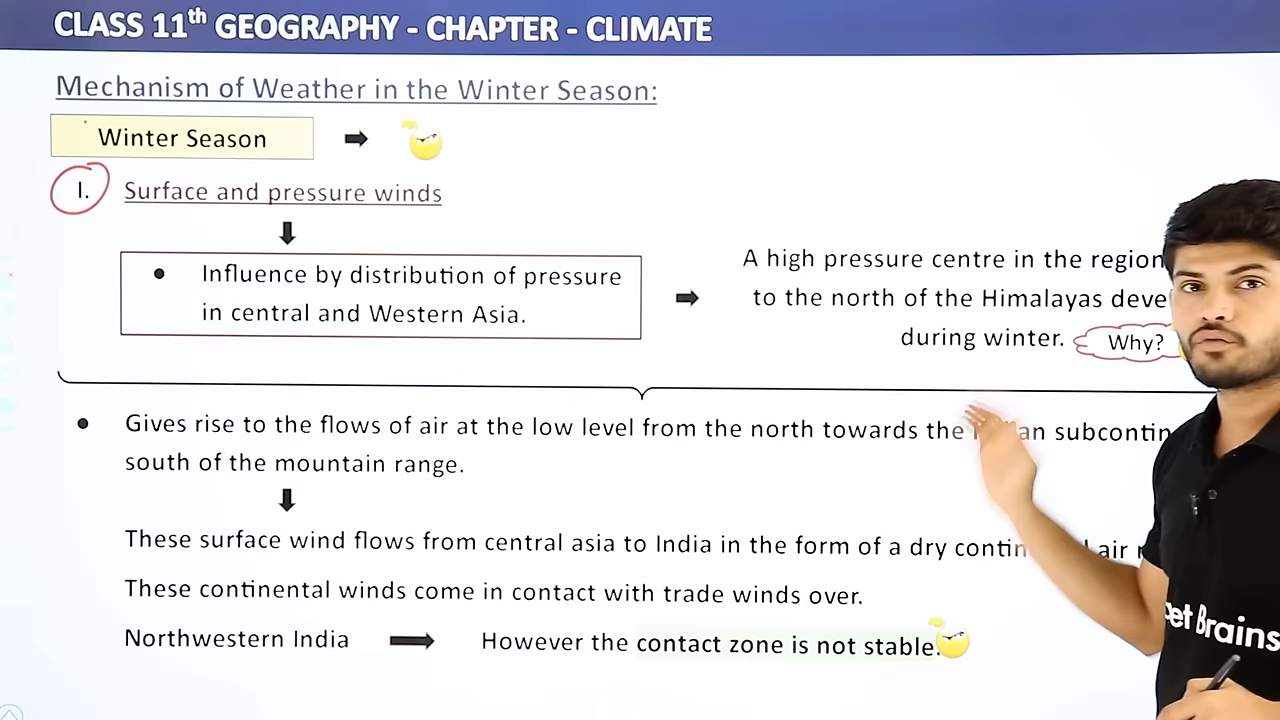 CLASS 11th GEOGRAPHY - CHAPTER - CLIMATE
Mechanism of Weather in the Winter Season:
Winter Season
I. Surface and pressure winds
• Influence by distribution of pressure
in central and Western Asia.
A high pressure centre in the region
to the north of the Himalayas deve
during winter. Why?
• Gives rise to the flows of air at the low level from the north towards the an subcontin
south of the mountain range.
These surface wind flows from central asia to India in the form of a dry contin air
These continental winds come in contact with trade winds over.
Northwestern India However the contact zone is not stable.
et Brains